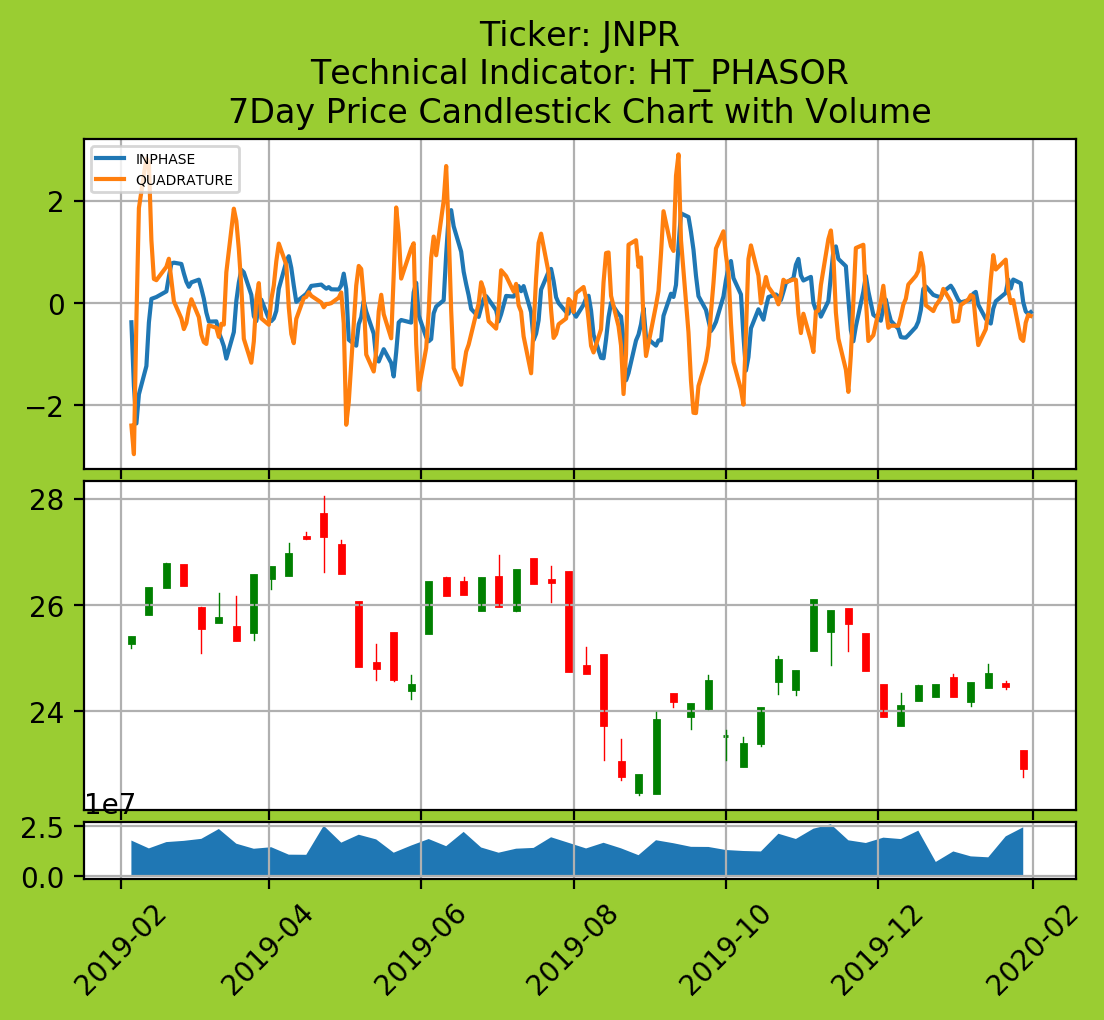 Ticker: JNPR
Technical Indicator: HT_PHASOR
7Day Price Candlestick Chart with Volume
INPHASE
QUADRATURE
2
0
−2
28
26
24
1e7
2.5
0.0
2019-02
2019-04
2019-06
2019-08
2019-10
2019-12
2020-02